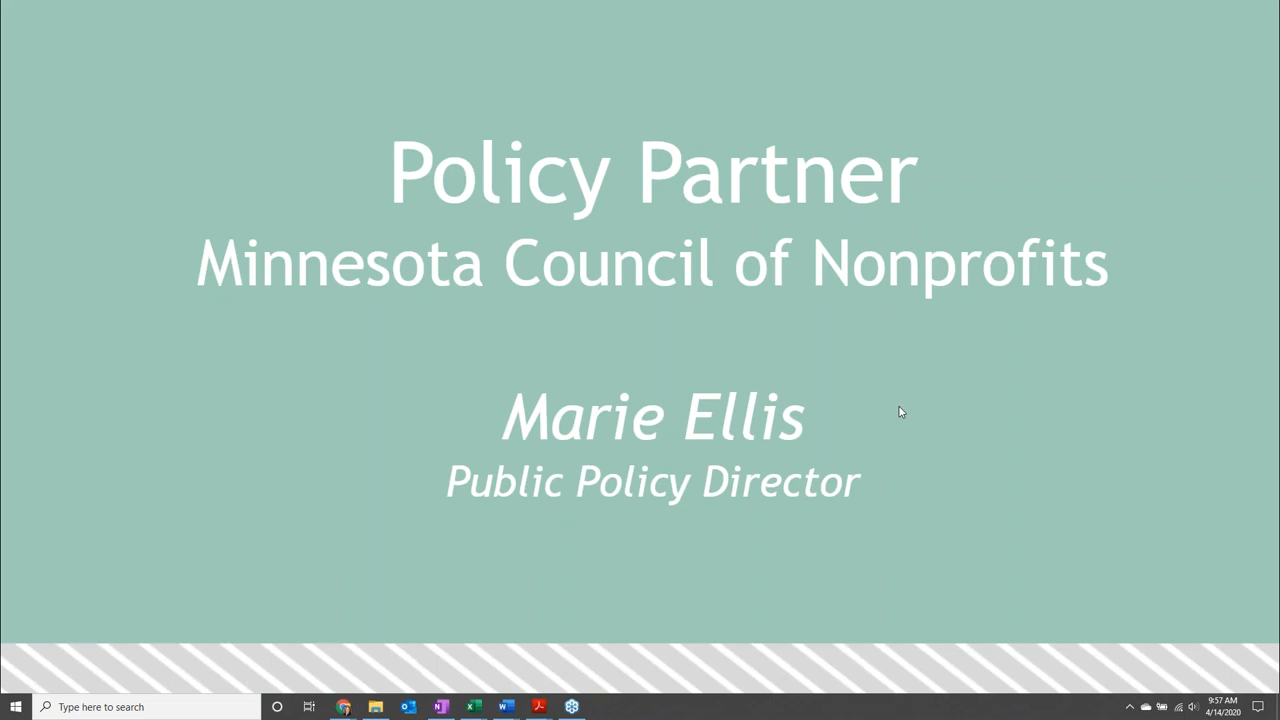 Policy Partner
Minnesota Council of Nonprofits
Marie Ellis
Public Policy Director
Type here to search
9:57 AM
4/14/2020